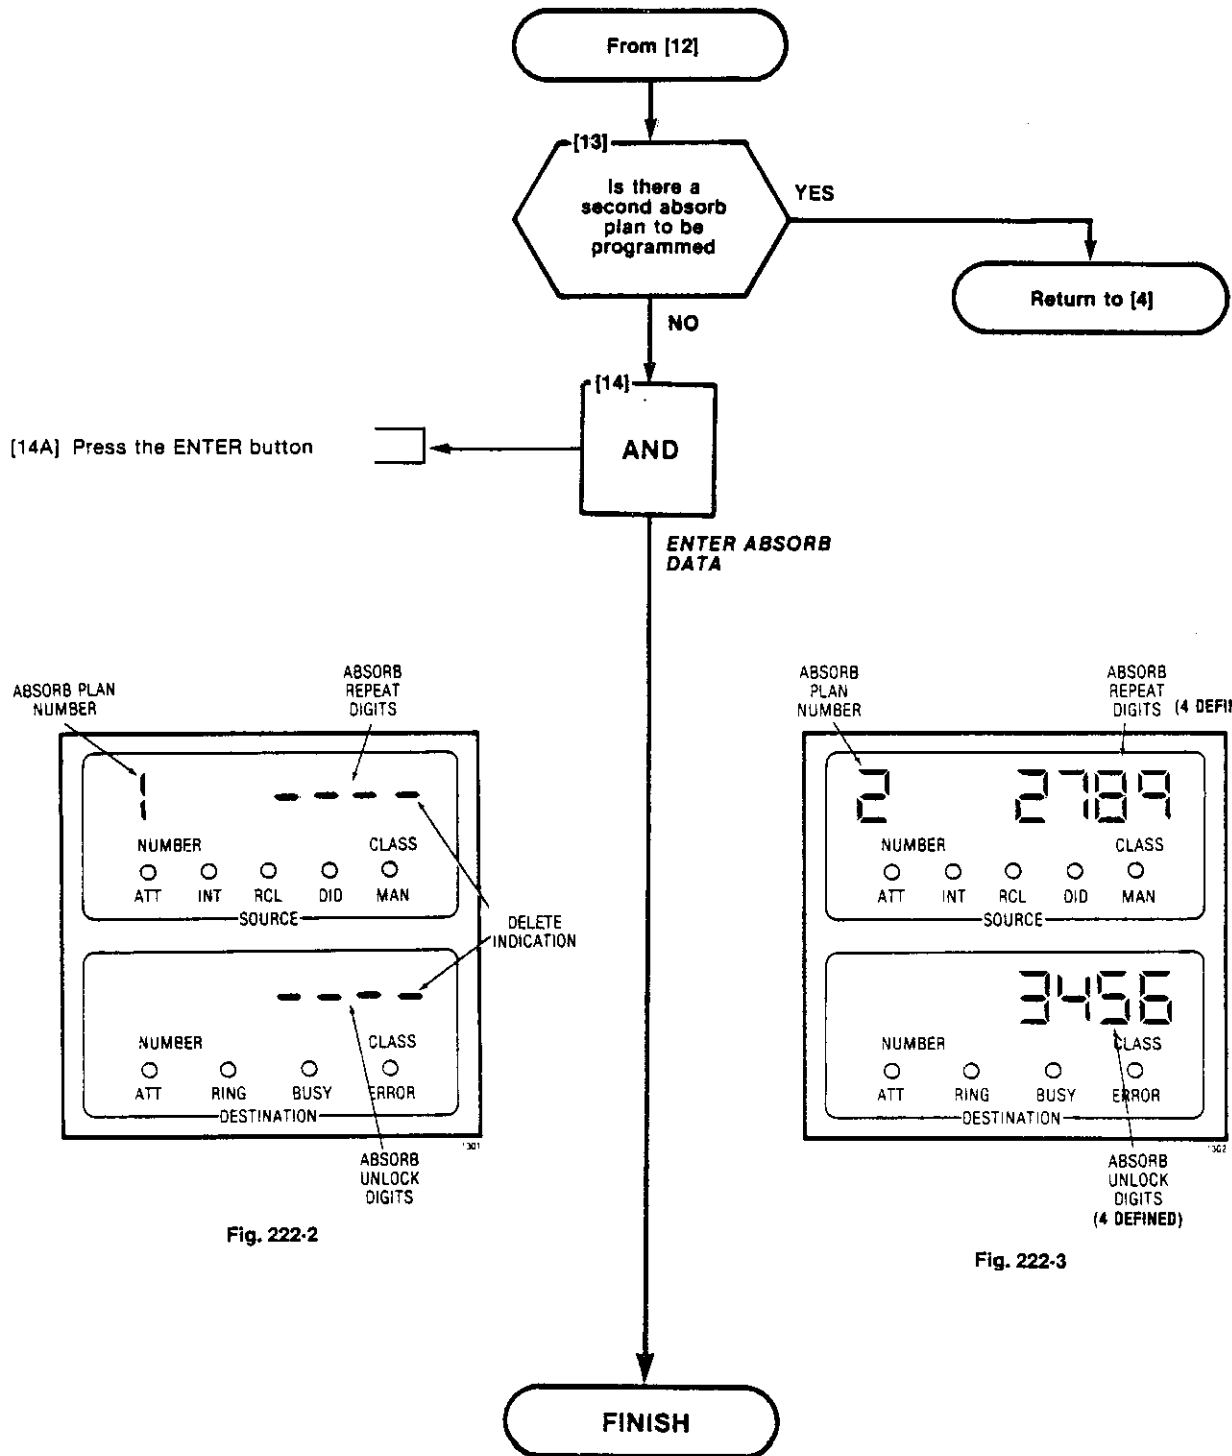 From [12]
[13]
Is there a
second absorb
plan to be
programmed
YES
Return to [4]
NO
[14]
AND
[14A] Press the ENTER button
ENTER ABSORB
DATA
ABSORB PLAN
NUMBER
ABSORB
REPEAT
DIGITS
1 - - - -
NUMBER CLASS
ATT INT RCL DID MAN
SOURCE
DELETE
INDICATION
- - - -
NUMBER CLASS
ATT RING BUSY ERROR
DESTINATION
ABSORB
UNLOCK
DIGITS
Fig. 222-2
ABSORB
PLAN
NUMBER
ABSORB
REPEAT
DIGITS (4 DEFI
2 2789
NUMBER CLASS
ATT INT RCL DID MAN
SOURCE
3456
NUMBER CLASS
ATT RING BUSY ERROR
DESTINATION
ABSORB
UNLOCK
DIGITS
(4 DEFINED)
Fig. 222-3
FINISH